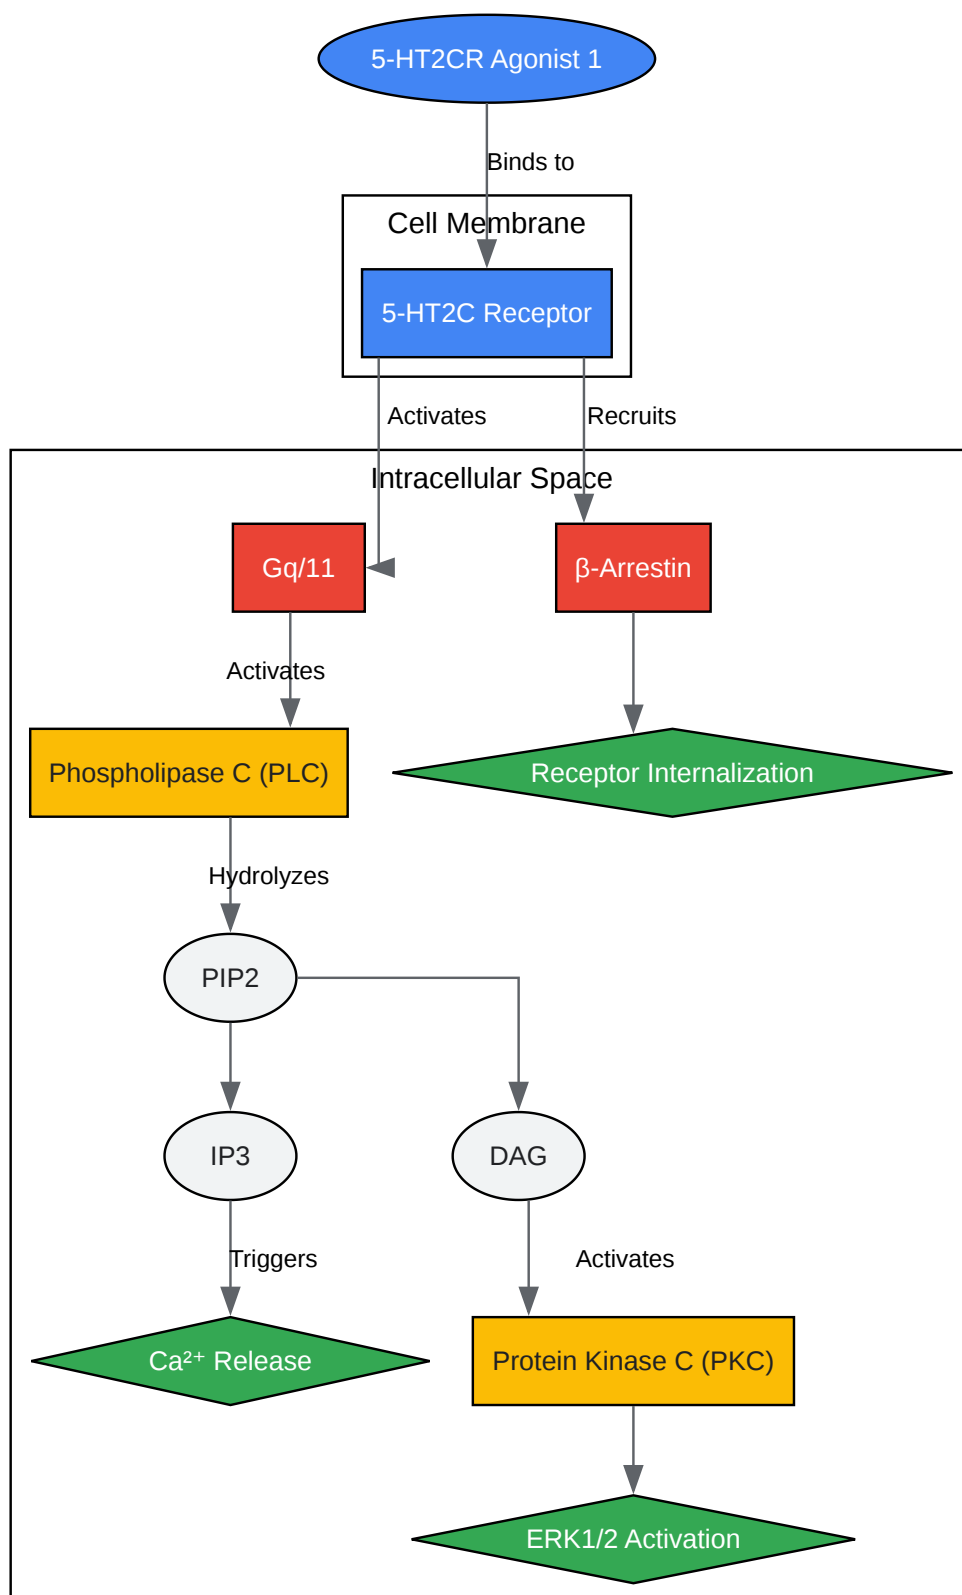 5-HT2CR Agonist 1
Binds to
Cell Membrane
5-HT2C Receptor
Activates
Recruits
Intracellular Space
Gq/11
β-Arrestin
Activates
Phospholipase C (PLC)
Receptor Internalization
Hydrolyzes
PIP2
IP3
DAG
Triggers
Activates
Ca²⁺ Release
Protein Kinase C (PKC)
ERK1/2 Activation